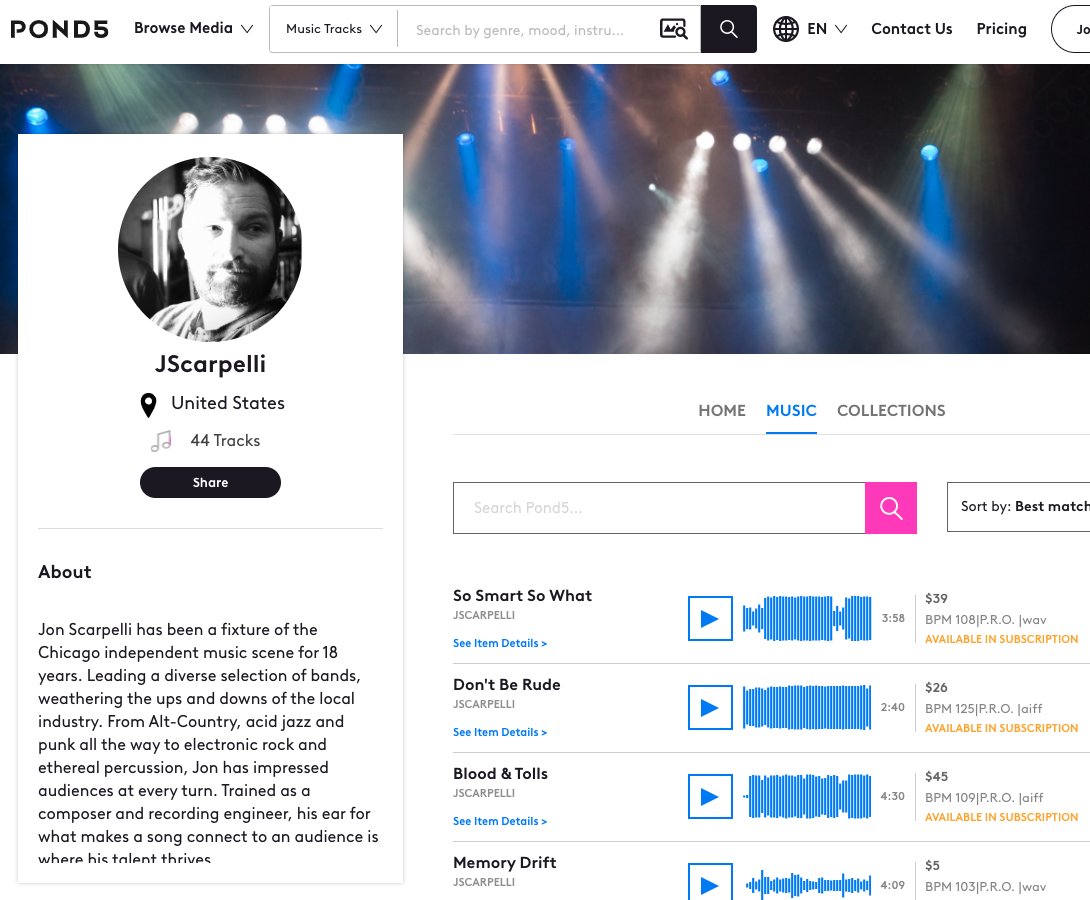 POND5
Browse Media
Music Tracks
Search by genre, mood, instru...
EN
Contact Us
Pricing
Jo
JScarpelli
United States
44 Tracks
Share
About
Jon Scarpelli has been a fixture of the
Chicago independent music scene for 18
years. Leading a diverse selection of bands,
weathering the ups and downs of the local
industry. From Alt-Country, acid jazz and
punk all the way to electronic rock and
ethereal percussion, Jon has impressed
audiences at every turn. Trained as a
composer and recording engineer, his ear for
what makes a song connect to an audience is
where his talent thrives.
HOME
MUSIC
COLLECTIONS
Search Pond5...
Sort by: Best match
So Smart So What
JSCARPELLI
See Item Details >
3:58
$39
BPM 108|P.R.O. |wav
AVAILABLE IN SUBSCRIPTION
Don't Be Rude
JSCARPELLI
See Item Details >
2:40
$26
BPM 125|P.R.O. |aiff
AVAILABLE IN SUBSCRIPTION
Blood & Tolls
JSCARPELLI
See Item Details >
4:30
$45
BPM 109|P.R.O. |aiff
AVAILABLE IN SUBSCRIPTION
Memory Drift
JSCARPELLI
4:09
$5
BPM 103|P.R.O. |wav